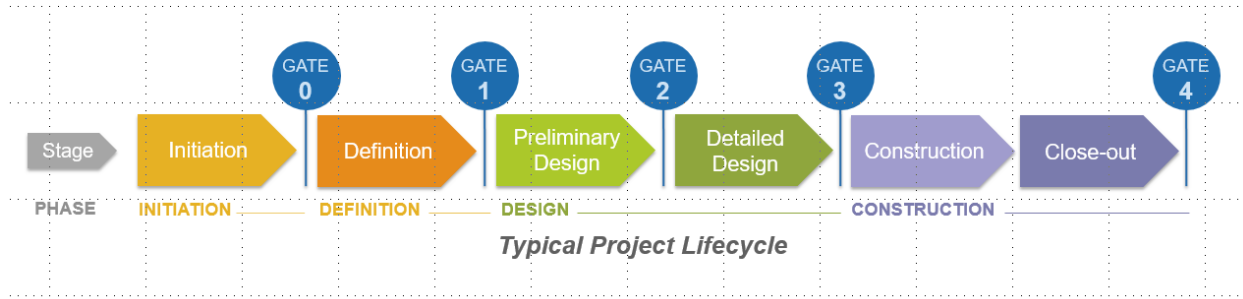 GATE
0
GATE
1
GATE
2
GATE
3
GATE
4
Stage
Initiation
Definition
Preliminary
Design
Detailed
Design
Construction
Close-out
PHASE
INITIATION
DEFINITION
DESIGN
CONSTRUCTION
Typical Project Lifecycle